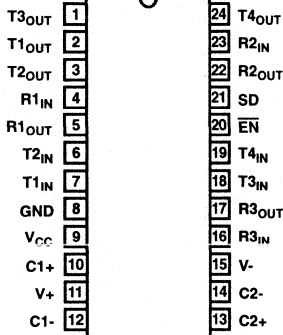 T3OUT 1 24 T4OUT
T1OUT 2 23 R2IN
T2OUT 3 22 R2OUT
R1IN 4 21 SD
R1OUT 5 20 EN
T2IN 6 19 T4IN
T1IN 7 18 T3IN
GND 8 17 R3OUT
VCC 9 16 R3IN
C1+ 10 15 V-
V+ 11 14 C2-
C1- 12 13 C2+